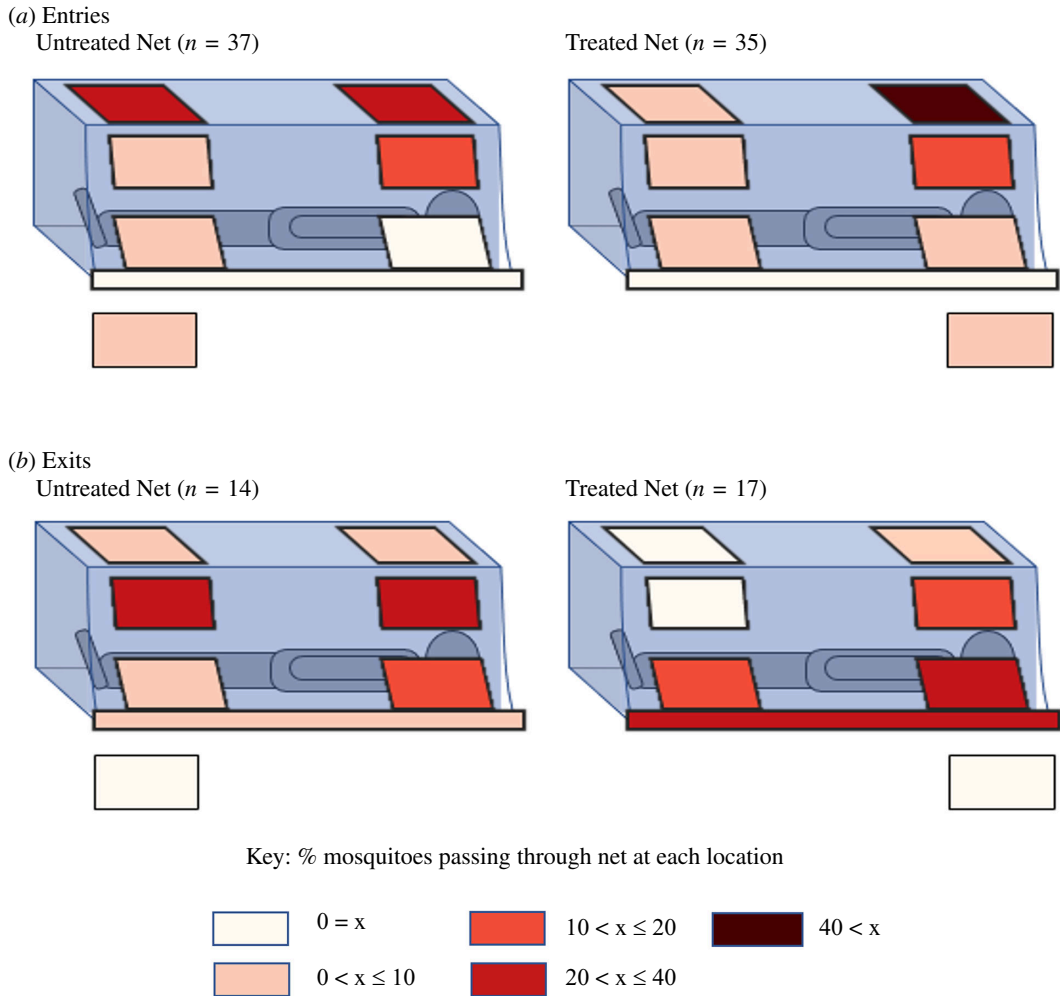 (a) Entries
Untreated Net (n = 37)
Treated Net (n = 35)
(b) Exits
Untreated Net (n = 14)
Treated Net (n = 17)
Key: % mosquitoes passing through net at each location
0 = x
10 < x ≤ 20
40 < x
0 < x ≤ 10
20 < x ≤ 40